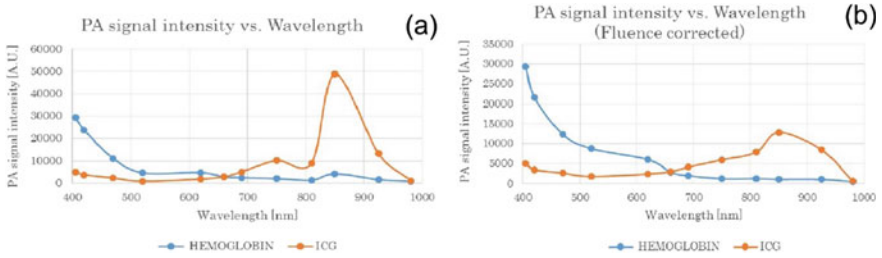 PA signal intensity vs. Wavelength (a)
PA signal intensity [A.U.]
60000
50000
40000
30000
20000
10000
0
400 500 600 700 800 900 1000
Wavelength [nm]
HEMOGLOBIN ICG
PA signal intensity vs. Wavelength (b)
(Fluence corrected)
PA signal intensity [A.U.]
35000
30000
25000
20000
15000
10000
5000
0
400 500 600 700 800 900 1000
Wavelength [nm]
HEMOGLOBIN ICG